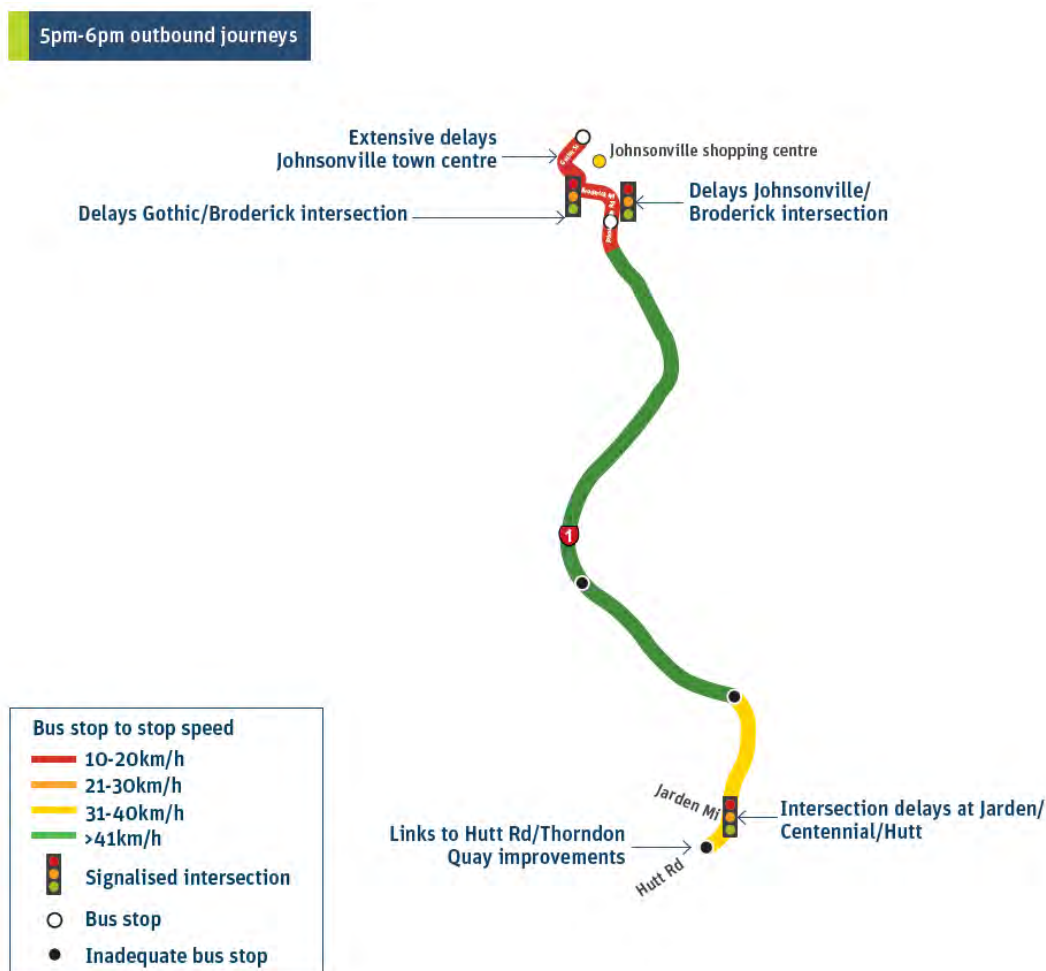 5pm-6pm outbound journeys
Extensive delays
Johnsonville town centre
Johnsonville shopping centre
Delays Gothic/Broderick intersection
Delays Johnsonville/
Broderick intersection
1
Bus stop to stop speed
10-20km/h
21-30km/h
31-40km/h
>41km/h
Signalised intersection
Bus stop
Inadequate bus stop
Jarden Mi
Intersection delays at Jarden/
Centennial/Hutt
Links to Hutt Rd/Thorndon
Quay improvements
Hutt Rd